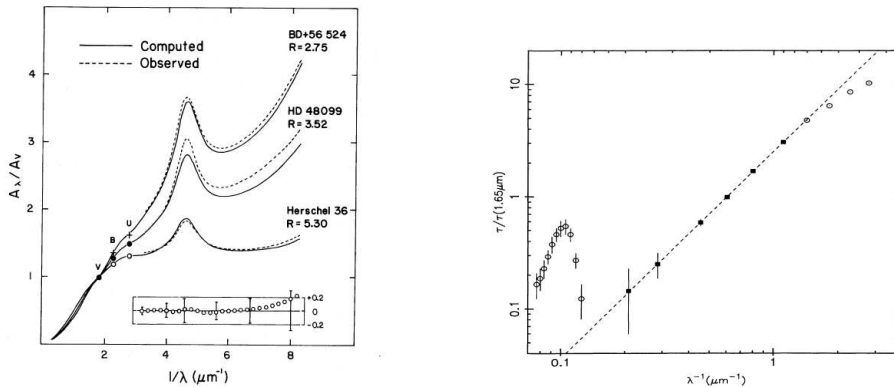 BD+56 524
R=2.75
Computed
Observed
HD 48099
R=3.52
Herschel 36
R=5.30
4
3
2
1
Aλ/Av
V
B
U
+0.2
0
-0.2
2
4
6
8
1/λ (μm⁻¹)
10
1
0.1
τ/τ(1.65μm)
0.1
1
λ⁻¹(μm⁻¹)